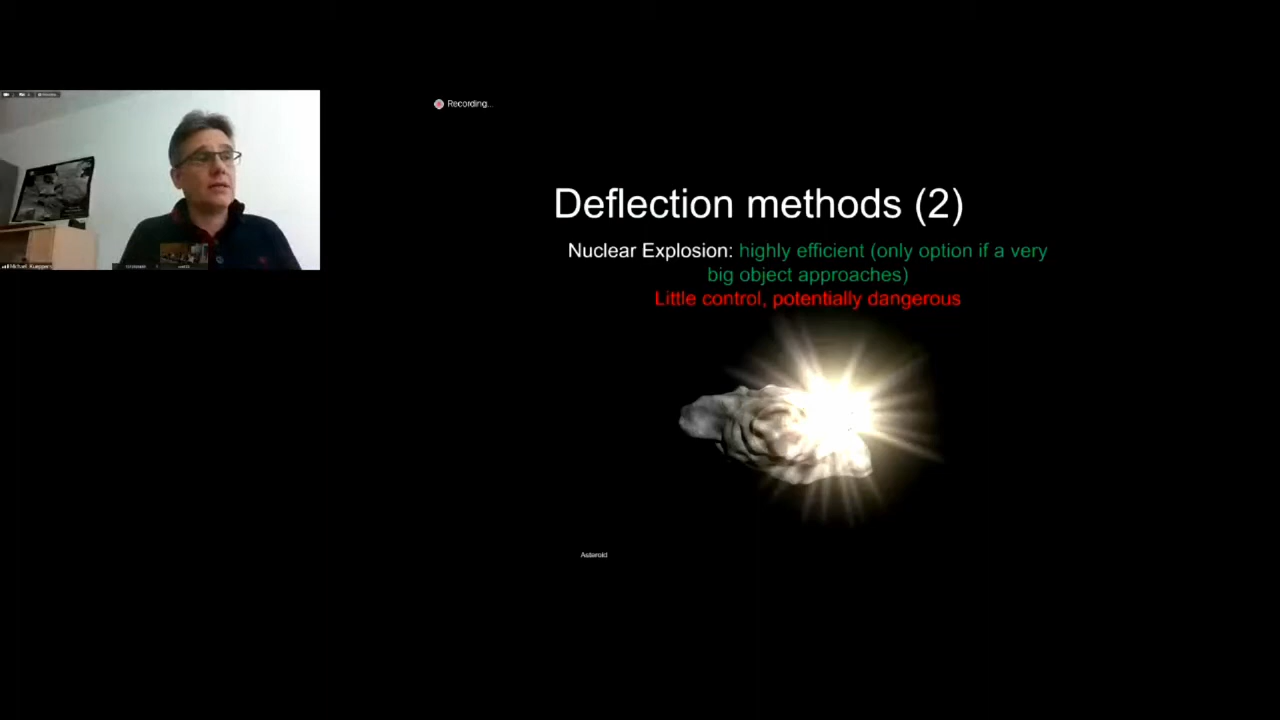 Recording...
Deflection methods (2)
Nuclear Explosion: highly efficient (only option if a very
big object approaches)
Little control, potentially dangerous
Asteroid